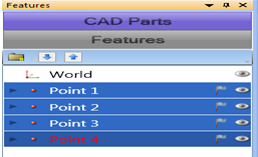 Features
CAD Parts
Features
World
Point 1
Point 2
Point 3
Point 4